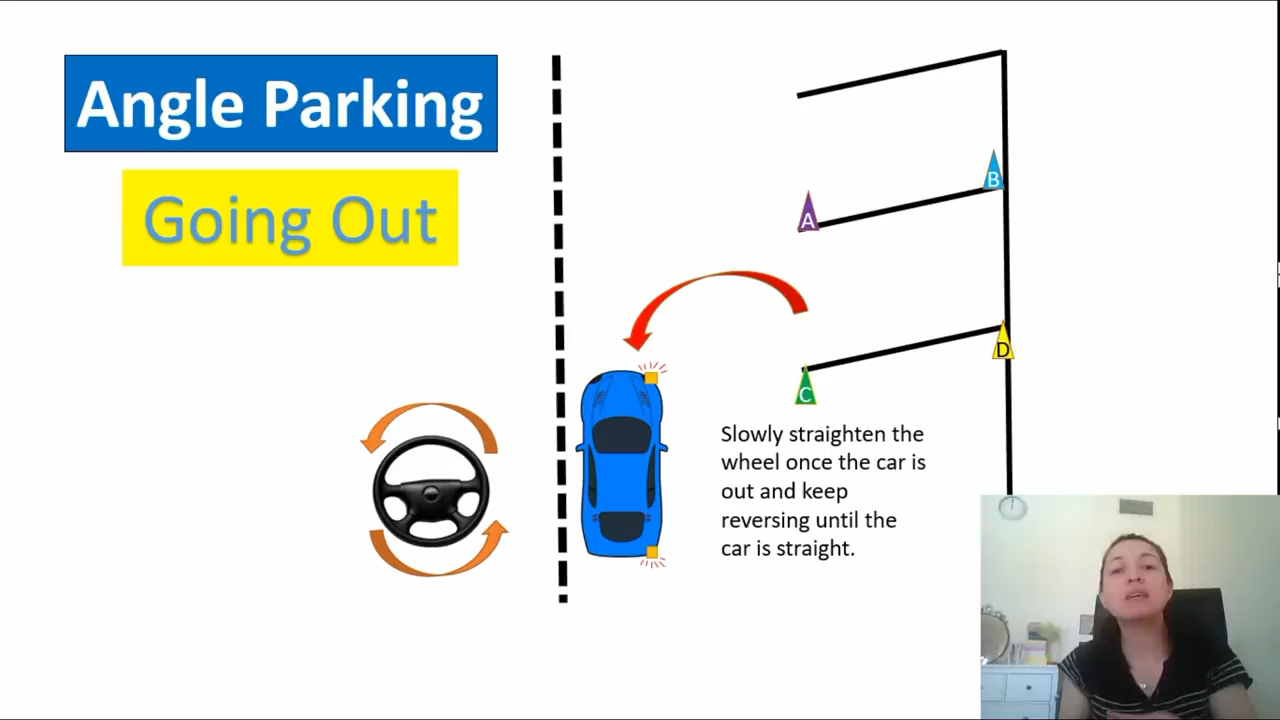 Angle Parking
Going Out
B
A
D
C
Slowly straighten the
wheel once the car is
out and keep
reversing until the
car is straight.